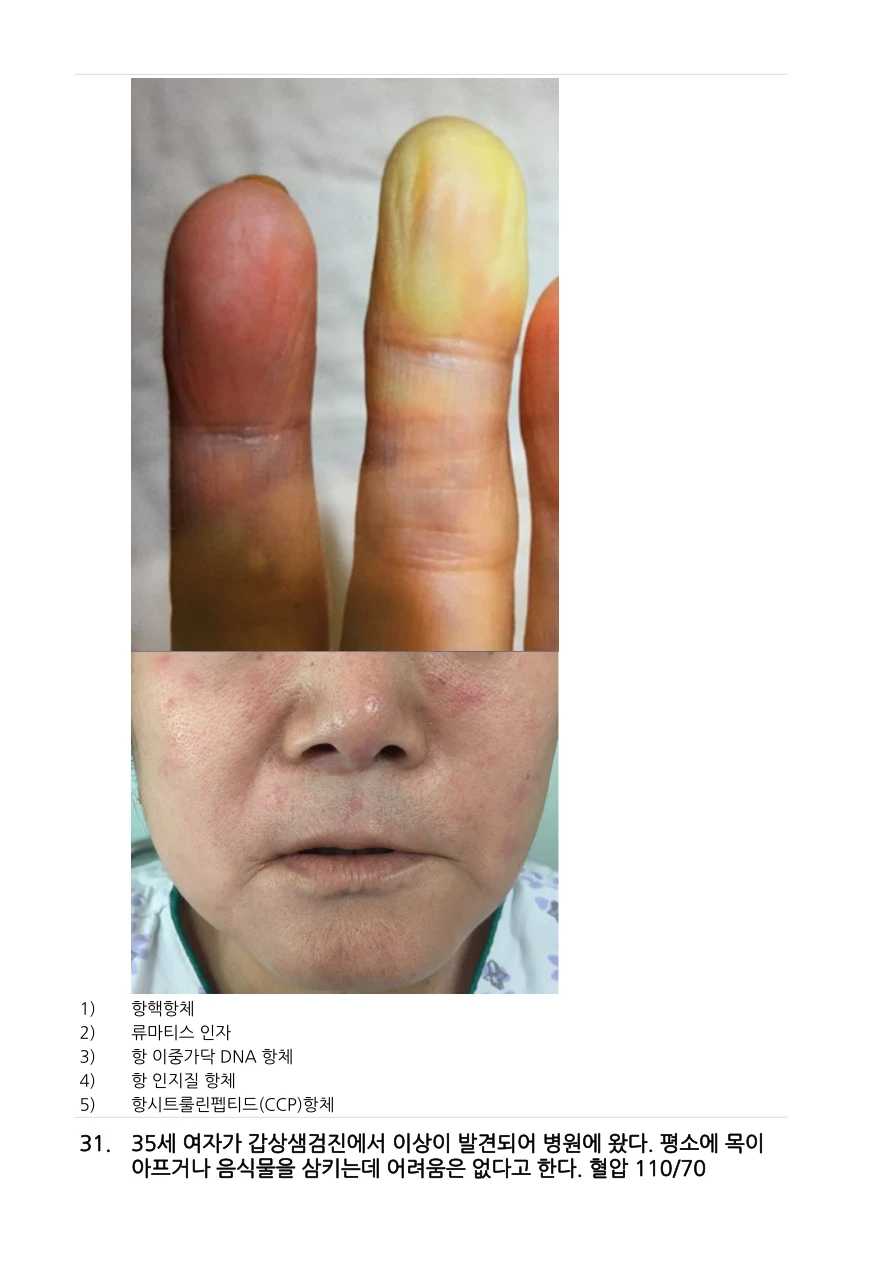 1) 항핵항체
2) 류마티스 인자
3) 항 이중가닥 DNA 항체
4) 항 인지질 항체
5) 항시트룰린펩티드(CCP)항체
31. 35세 여자가 갑상샘검진에서 이상이 발견되어 병원에 왔다. 평소에 목이
아프거나 음식물을 삼키는데 어려움은 없다고 한다. 혈압 110/70